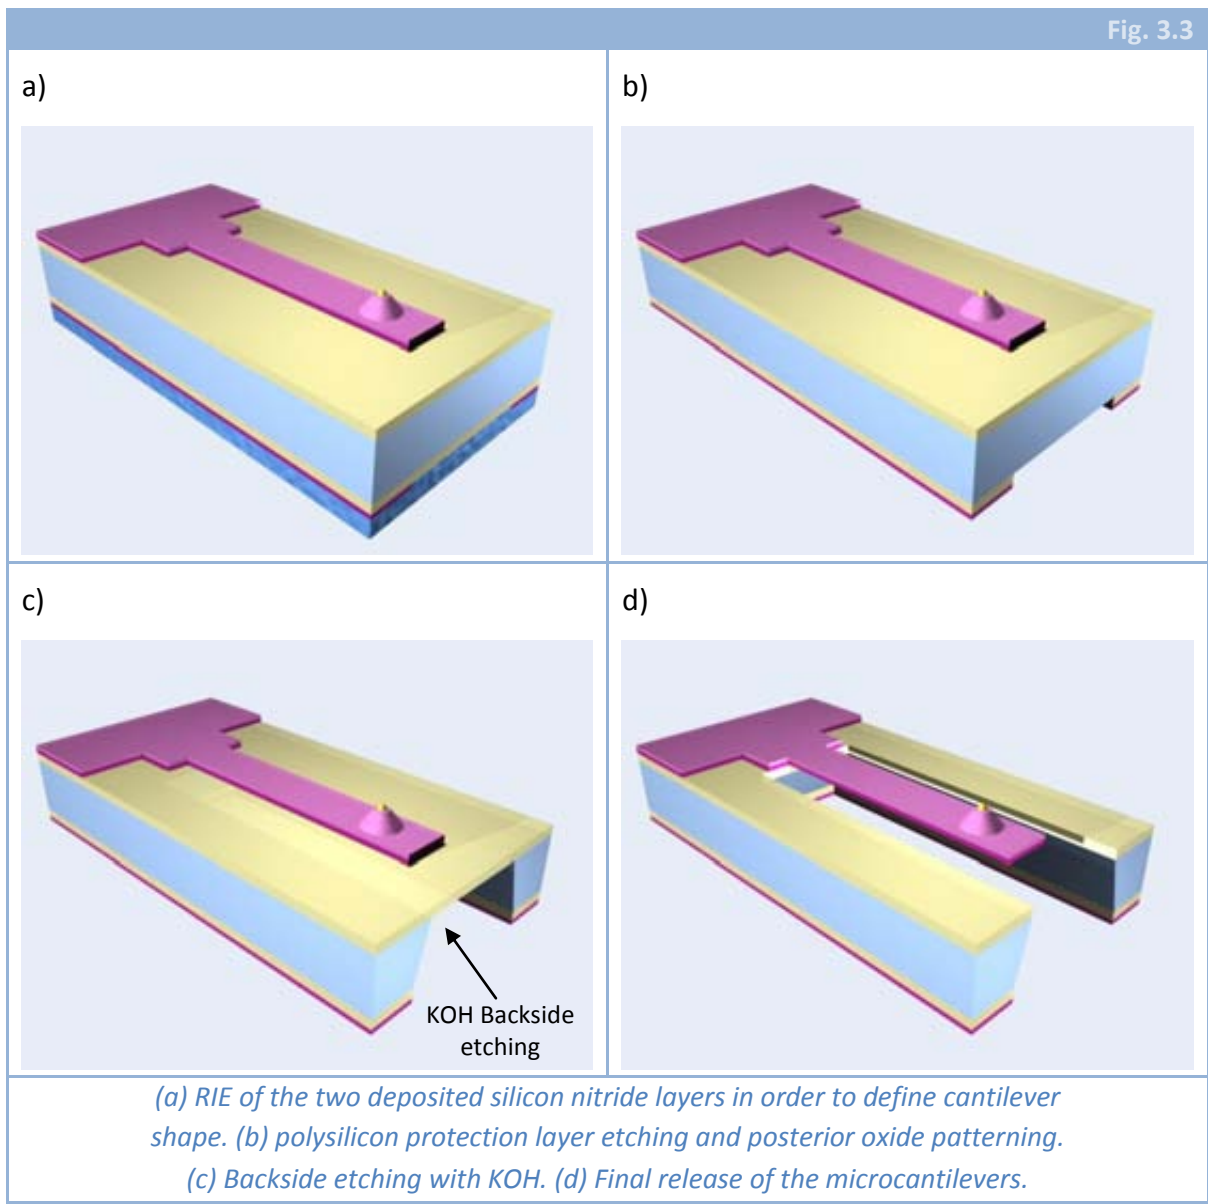 Fig. 3.3
a)
b)
c)
d)
KOH Backside
etching
(a) RIE of the two deposited silicon nitride layers in order to define cantilever
shape. (b) polysilicon protection layer etching and posterior oxide patterning.
(c) Backside etching with KOH. (d) Final release of the microcantilevers.